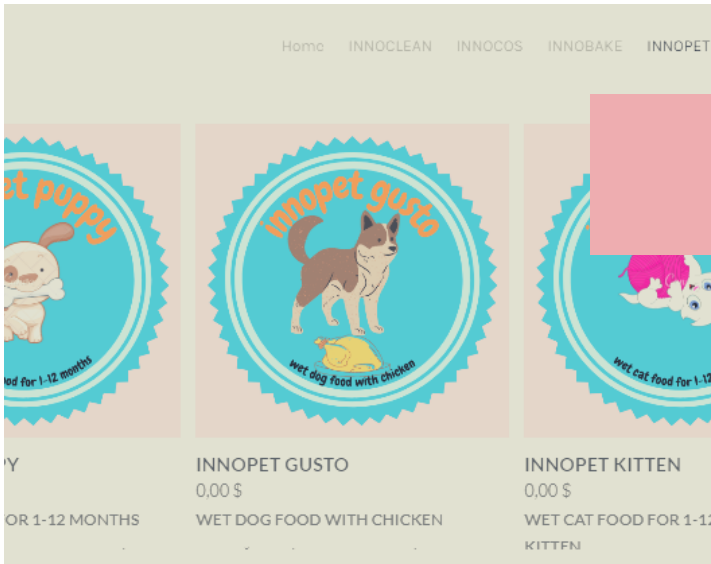 Home INNOCLEAN INNOCOS INNOBAKE INNOPET
et puppy
ood for 1-12 months
innopet gusto
wet dog food with chicken
wet cat food for 1-12
PY
OR 1-12 MONTHS
INNOPET GUSTO
0,00 $
WET DOG FOOD WITH CHICKEN
INNOPET KITTEN
0,00 $
WET CAT FOOD FOR 1-12
KITTEN